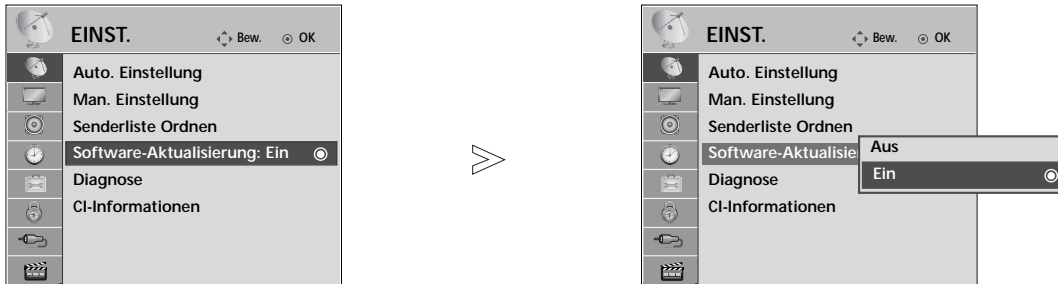 EINST.
Bew.
OK
Auto. Einstellung
Man. Einstellung
Senderliste Ordnen
Software-Aktualisierung: Ein
Diagnose
CI-Informationen
EINST.
Bew.
OK
Auto. Einstellung
Man. Einstellung
Senderliste Ordnen
Software-Aktualisie
Aus
Ein
Diagnose
CI-Informationen